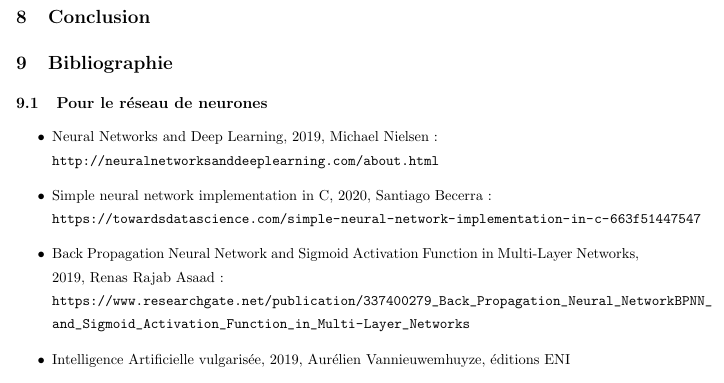 8 Conclusion
9 Bibliographie
9.1 Pour le réseau de neurones
• Neural Networks and Deep Learning, 2019, Michael Nielsen :
http://neuralnetworksanddeeplearning.com/about.html
• Simple neural network implementation in C, 2020, Santiago Becerra :
https://towardsdatascience.com/simple-neural-network-implementation-in-c-663f51447547
• Back Propagation Neural Network and Sigmoid Activation Function in Multi-Layer Networks,
2019, Renas Rajab Asaad :
https://www.researchgate.net/publication/337400279_Back_Propagation_Neural_NetworkBPNN_
and_Sigmoid_Activation_Function_in_Multi-Layer_Networks
• Intelligence Artificielle vulgarisée, 2019, Aurélien Vannieuwemhuyze, éditions ENI